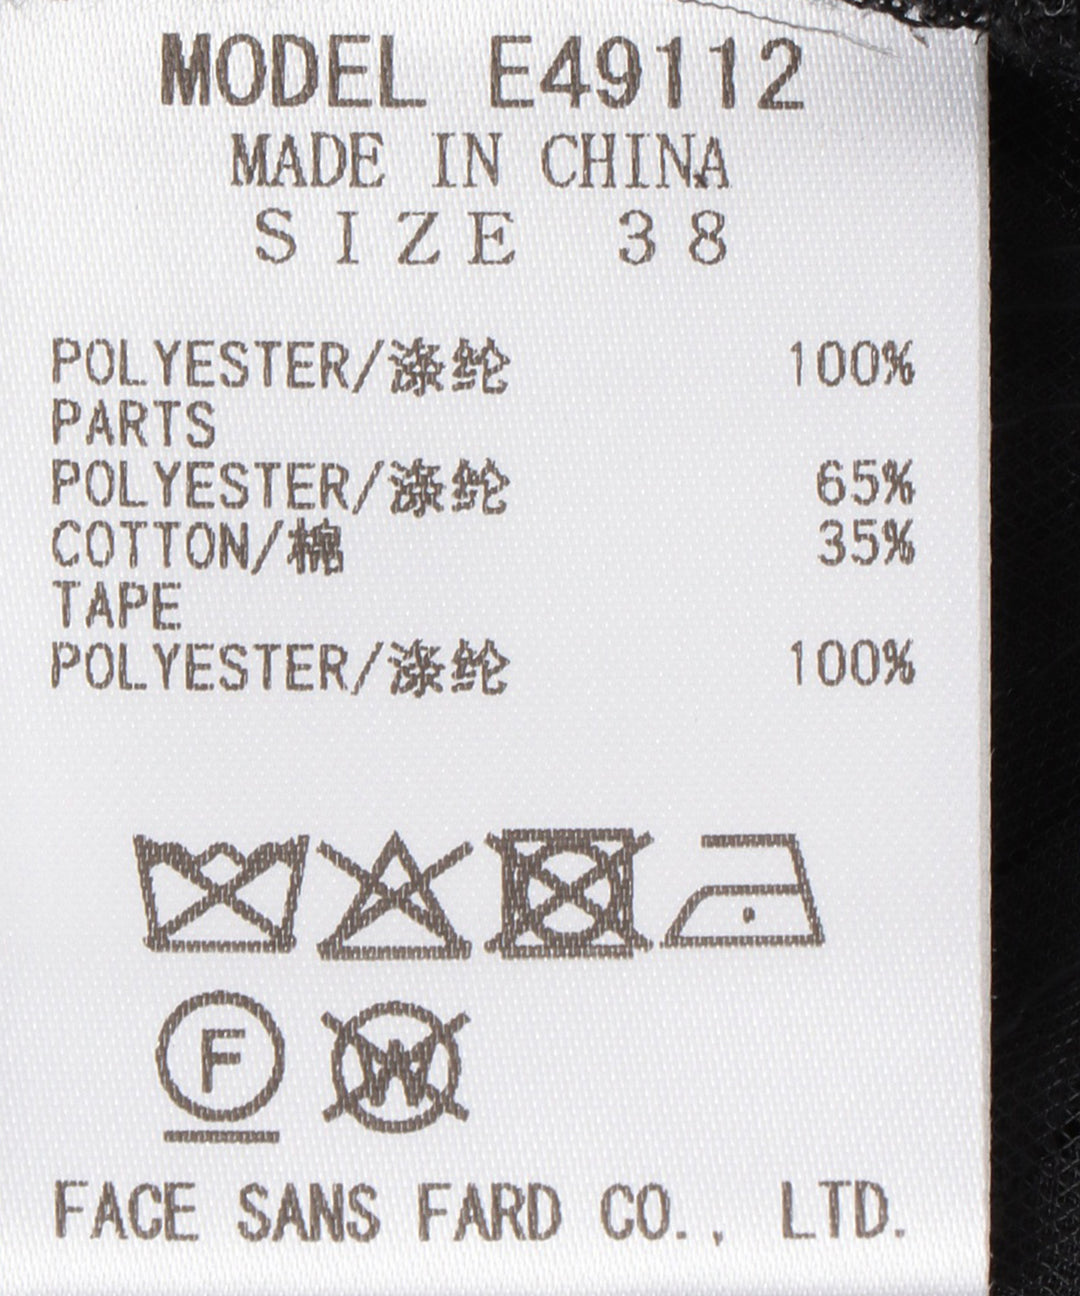 MODEL E49112
MADE IN CHINA
SIZE 38
POLYESTER/涤纶 100%
PARTS
POLYESTER/涤纶 65%
COTTON/棉 35%
TAPE
POLYESTER/涤纶 100%
F W
FACE SANS FARD CO., LTD.